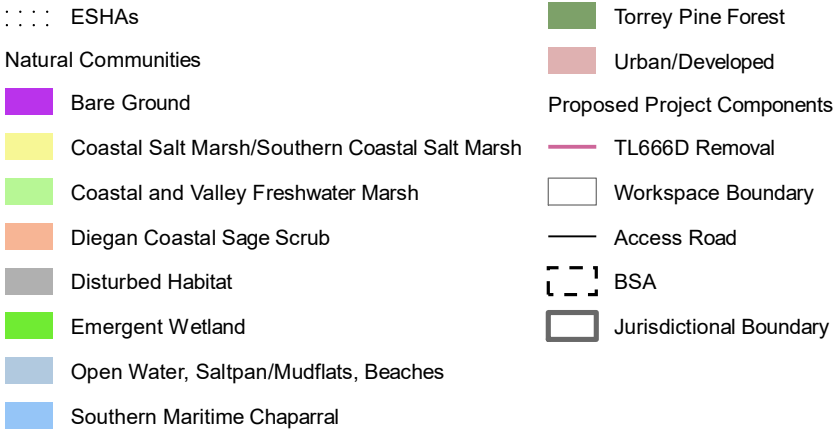 ESHAs
Natural Communities
Bare Ground
Coastal Salt Marsh/Southern Coastal Salt Marsh
Coastal and Valley Freshwater Marsh
Diegan Coastal Sage Scrub
Disturbed Habitat
Emergent Wetland
Open Water, Saltpan/Mudflats, Beaches
Southern Maritime Chaparral
Torrey Pine Forest
Urban/Developed
Proposed Project Components
TL666D Removal
Workspace Boundary
Access Road
BSA
Jurisdictional Boundary